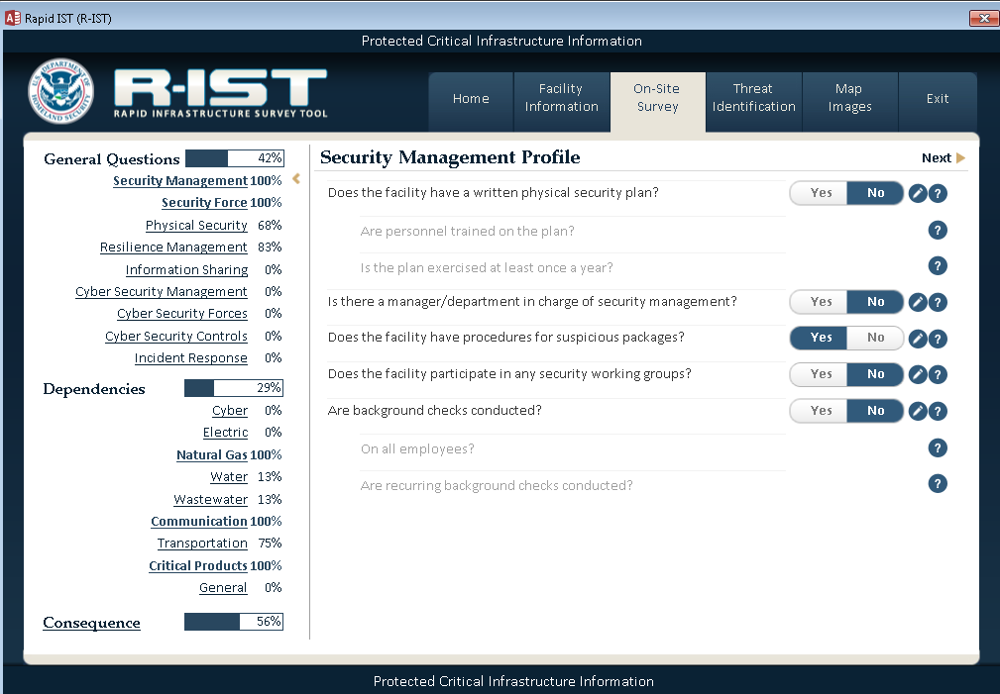 Rapid IST (R-IST)
Protected Critical Infrastructure Information
R-IST
RAPID INFRASTRUCTURE SURVEY TOOL
U.S. DEPARTMENT OF
HOMELAND SECURITY
Home
Facility
Information
On-Site
Survey
Threat
Identification
Map
Images
Exit
General Questions 42%
Security Management 100%
Security Force 100%
Physical Security 68%
Resilience Management 83%
Information Sharing 0%
Cyber Security Management 0%
Cyber Security Forces 0%
Cyber Security Controls 0%
Incident Response 0%
Dependencies 29%
Cyber 0%
Electric 0%
Natural Gas 100%
Water 13%
Wastewater 13%
Communication 100%
Transportation 75%
Critical Products 100%
General 0%
Consequence 56%
Security Management Profile
Next
Does the facility have a written physical security plan? Yes No ?
Are personnel trained on the plan? ?
Is the plan exercised at least once a year? ?
Is there a manager/department in charge of security management? Yes No ?
Does the facility have procedures for suspicious packages? Yes No ?
Does the facility participate in any security working groups? Yes No ?
Are background checks conducted? Yes No ?
On all employees? ?
Are recurring background checks conducted? ?
Protected Critical Infrastructure Information